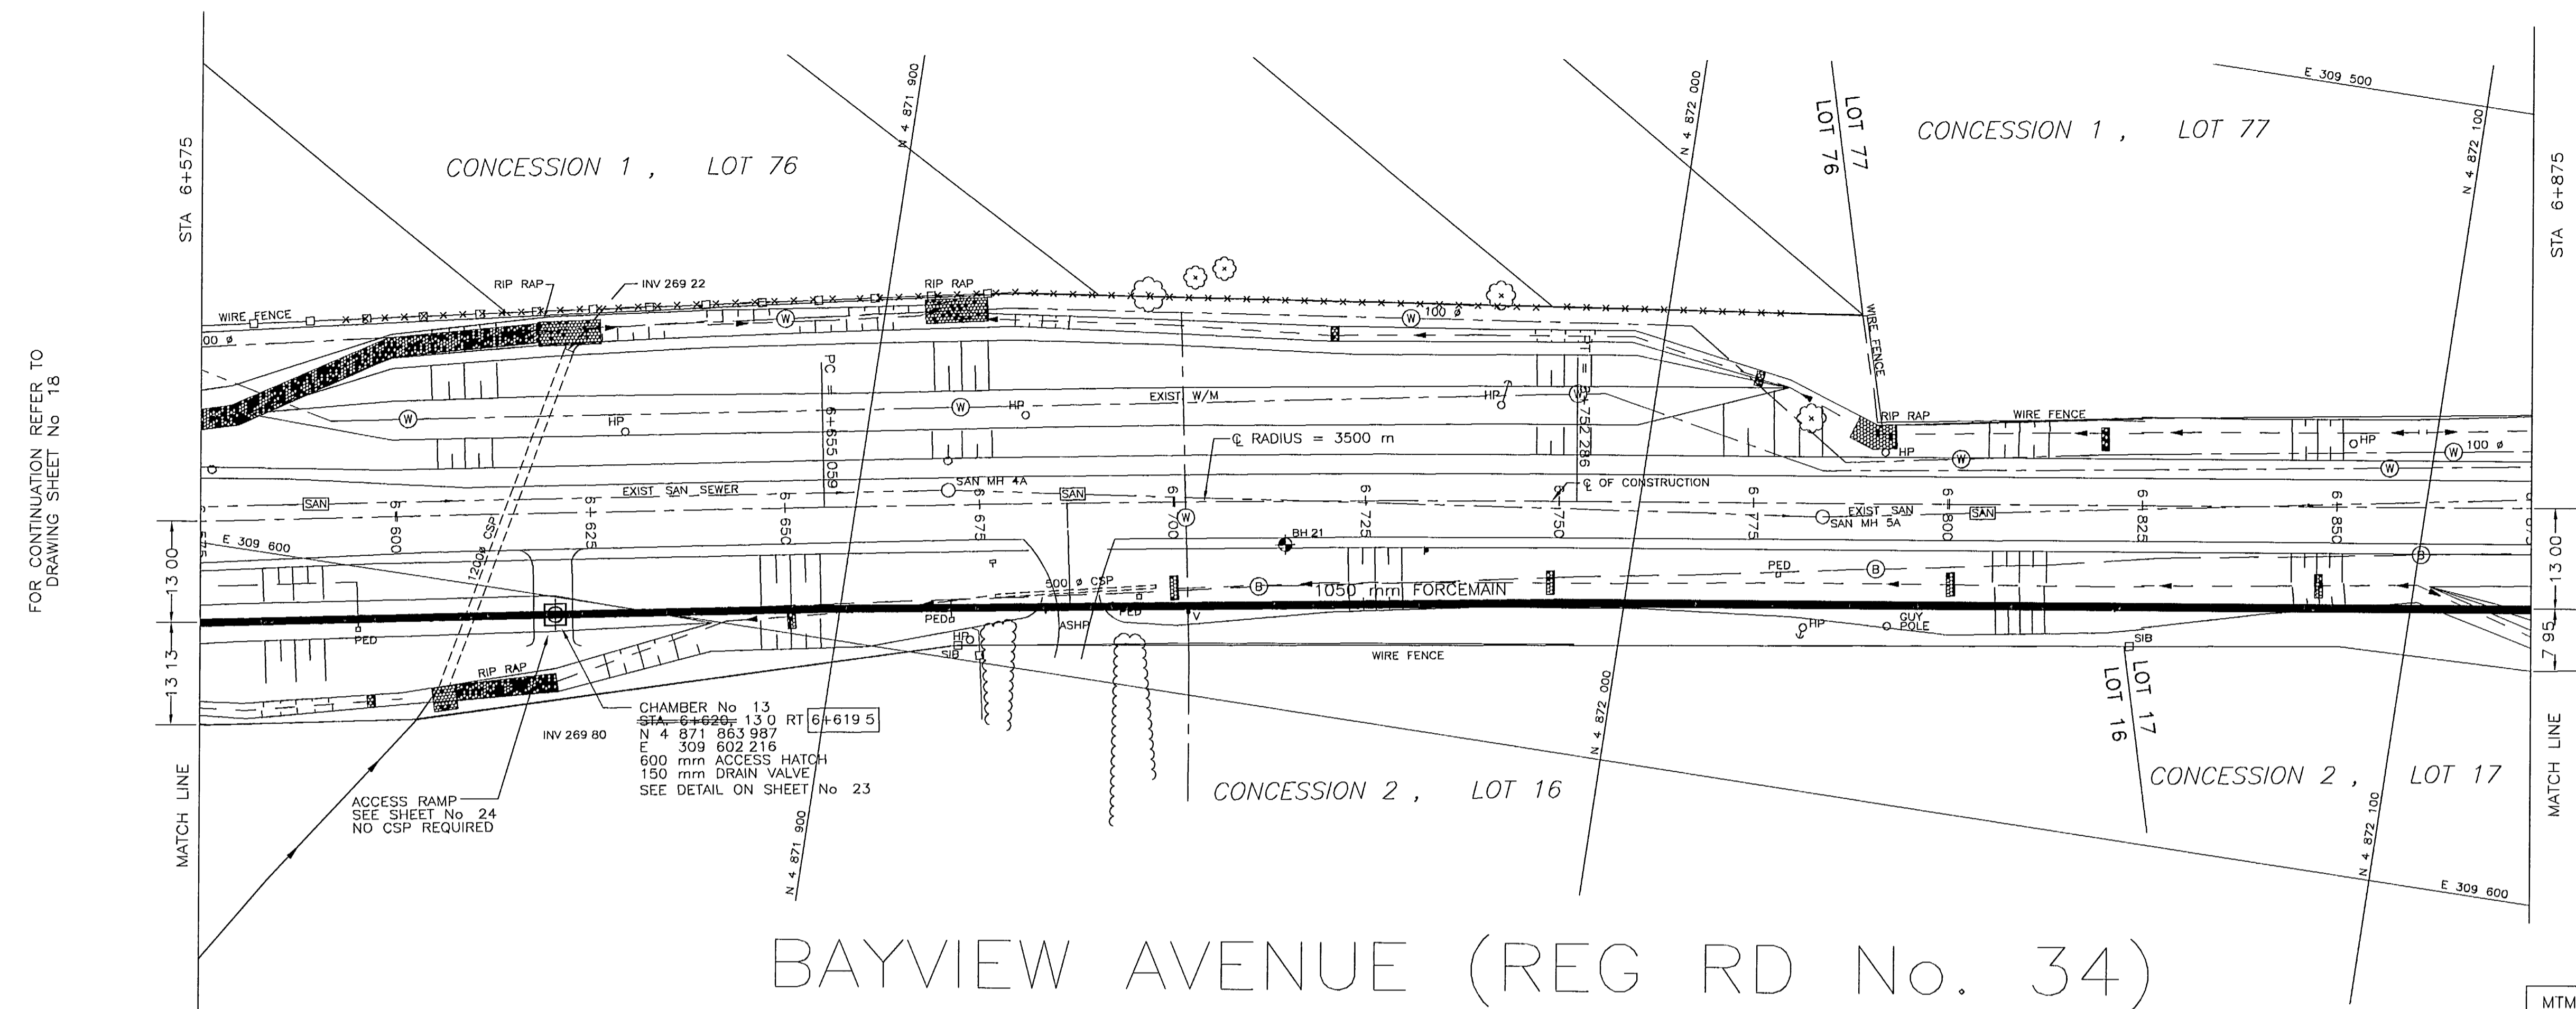 FOR CONTINUATION REFER TO
DRAWING SHEET No 18
STA 6+575
MATCH LINE
13 00
13 13
CONCESSION 1 , LOT 76
N 4 871 900
N 4 872 000
LOT 77
LOT 76
CONCESSION 1 , LOT 77
E 309 500
N 4 872 100
STA 6+875
RIP RAP
INV 269 22
RIP RAP
WIRE FENCE
00 ø
W
W
100 ø
WIRE FENCE
PC = 6+655 059
PT = 6+752 286
W
HP
W
HP
EXIST W/M
HP
W
RIP RAP
WIRE FENCE
HP
W
HP
W
100 ø
W
℄ RADIUS = 3500 m
SAN
EXIST SAN SEWER
SAN MH 4A
SAN
℄ OF CONSTRUCTION
SAN MH 5A
EXIST SAN
SAN
575
6+600
6+625
6+650
6+675
6+700
6+725
6+750
6+775
6+800
6+825
6+850
W
BH 21
E 309 600
1200ø CSP
500 ø CSP
B
1050 mm FORCEMAIN
PED
B
B
PED
PED
PED
ASHP
V
HP
SIB
WIRE FENCE
HP
GUY
POLE
SIB
13 00
7 95
RIP RAP
LOT 17
LOT 16
INV 269 80
CHAMBER No 13
STA. 6+620, 13 0 RT 6+619 5
N 4 871 863 987
E 309 602 216
600 mm ACCESS HATCH
150 mm DRAIN VALVE
SEE DETAIL ON SHEET No 23
ACCESS RAMP
SEE SHEET No 24
NO CSP REQUIRED
N 4 871 900
CONCESSION 2 , LOT 16
N 4 872 000
CONCESSION 2 , LOT 17
N 4 872 100
E 309 600
MATCH LINE
BAYVIEW AVENUE (REG RD No. 34)
MTM